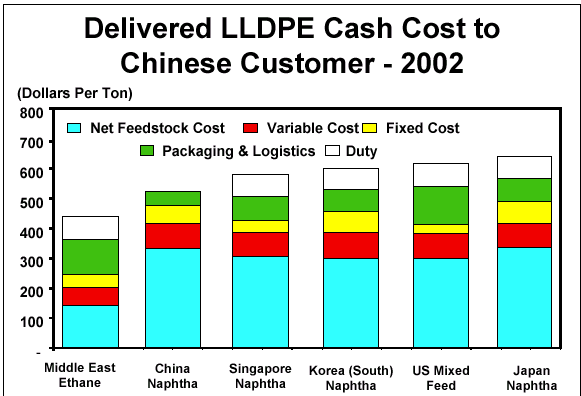 Delivered LLDPE Cash Cost to
Chinese Customer - 2002
(Dollars Per Ton)
800
700
600
500
400
300
200
100
-
Net Feedstock Cost Variable Cost Fixed Cost
Packaging & Logistics Duty
Middle East
Ethane
China
Naphtha
Singapore
Naphtha
Korea (South)
Naphtha
US Mixed
Feed
Japan
Naphtha